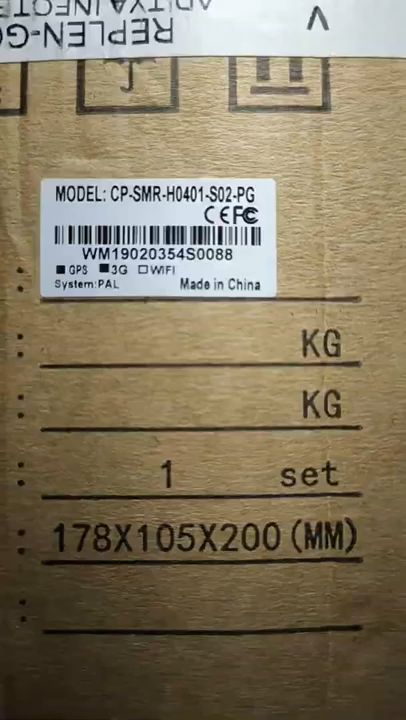 REPLEN-GO
MODEL: CP-SMR-H0401-S02-PG
CE FC
WM19020354S0088
■ GPS ■ 3G □ WIFI
System:PAL Made in China
:
: KG
: KG
: 1 set
: 178X105X200(MM)
: